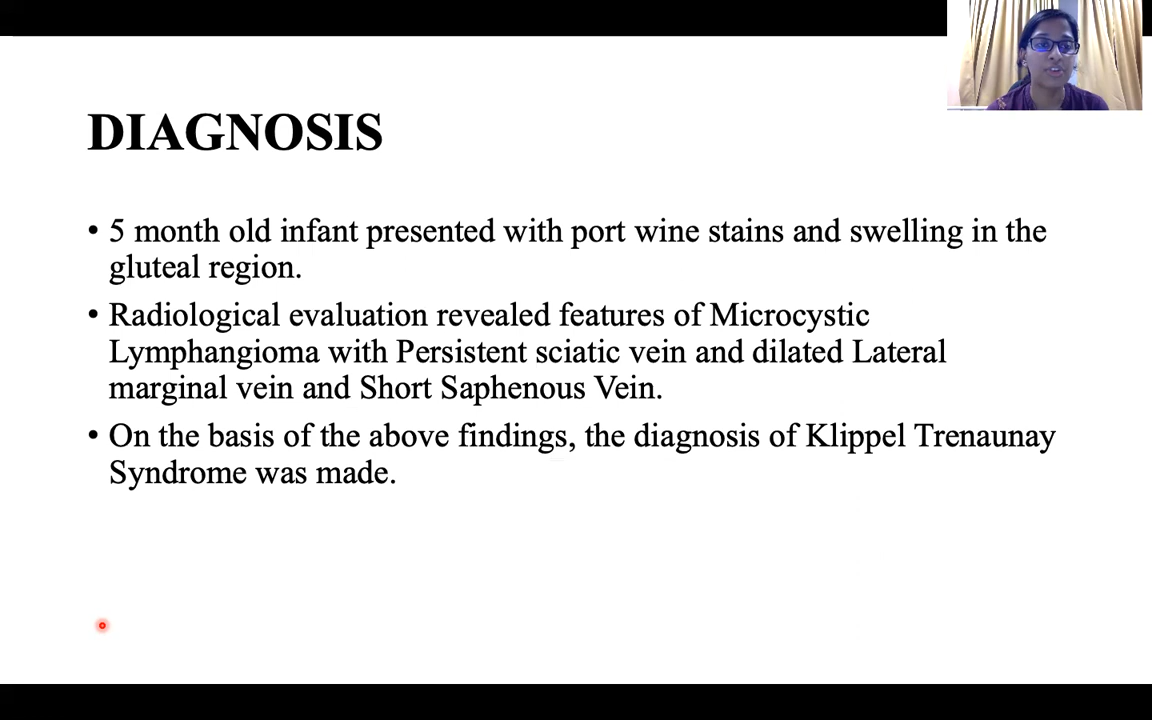 DIAGNOSIS
• 5 month old infant presented with port wine stains and swelling in the
gluteal region.
• Radiological evaluation revealed features of Microcystic
Lymphangioma with Persistent sciatic vein and dilated Lateral
marginal vein and Short Saphenous Vein.
• On the basis of the above findings, the diagnosis of Klippel Trenaunay
Syndrome was made.